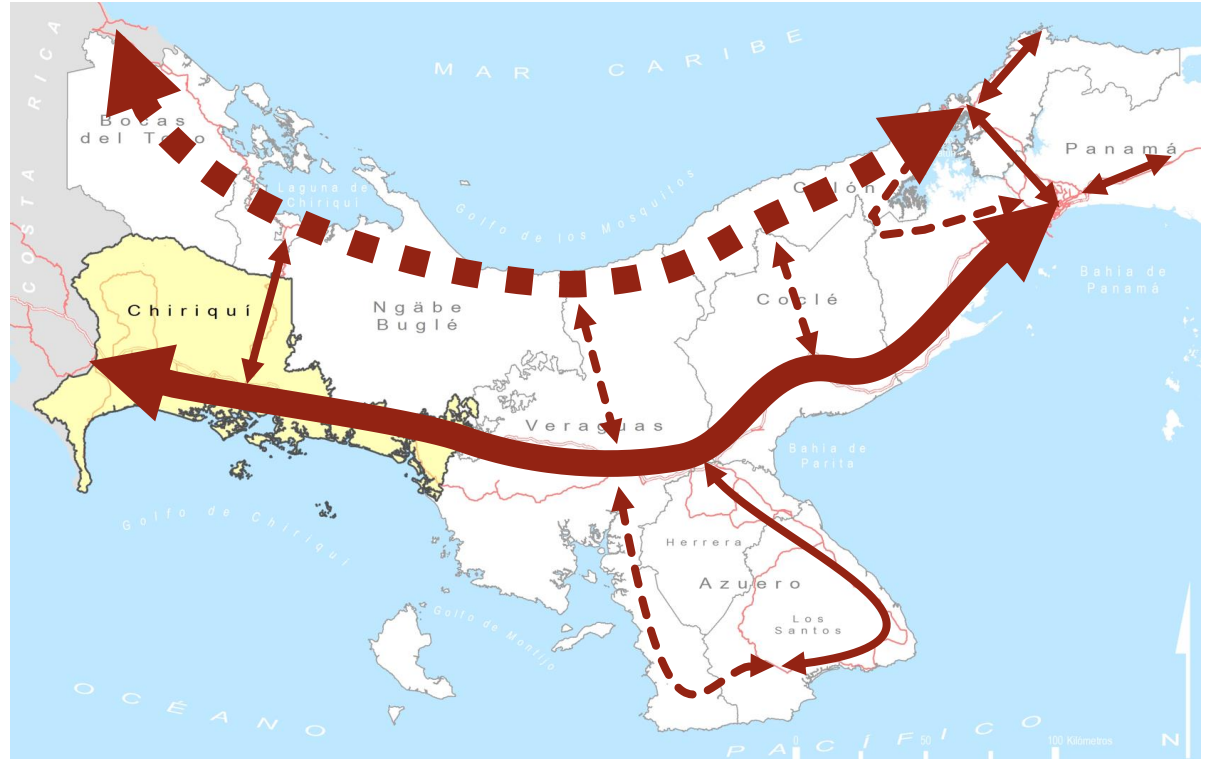 MAR CARIBE
COSTA RICA
Bocas
del Toro
Laguna de
Chiriquí
Golfo de los Mosquitos
Colón
Panamá
Bahía de
Panamá
Chiriquí
Ngäbe
Buglé
Coclé
Veraguas
Bahía de
Parita
Golfo de Chiriquí
Herrera
Azuero
Los
Santos
Golfo de Montijo
OCÉANO
PACÍFICO
0 50 100 Kilómetros
N